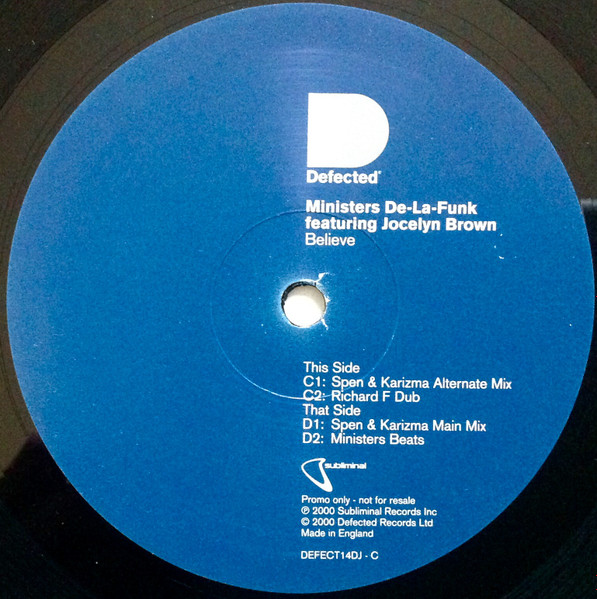 Defected
Ministers De-La-Funk
featuring Jocelyn Brown
Believe
This Side
C1: Spen & Karizma Alternate Mix
C2: Richard F Dub
That Side
D1: Spen & Karizma Main Mix
D2: Ministers Beats
subliminal
Promo only - not for resale
℗ 2000 Subliminal Records Inc
© 2000 Defected Records Ltd
Made in England
DEFECT14DJ - C